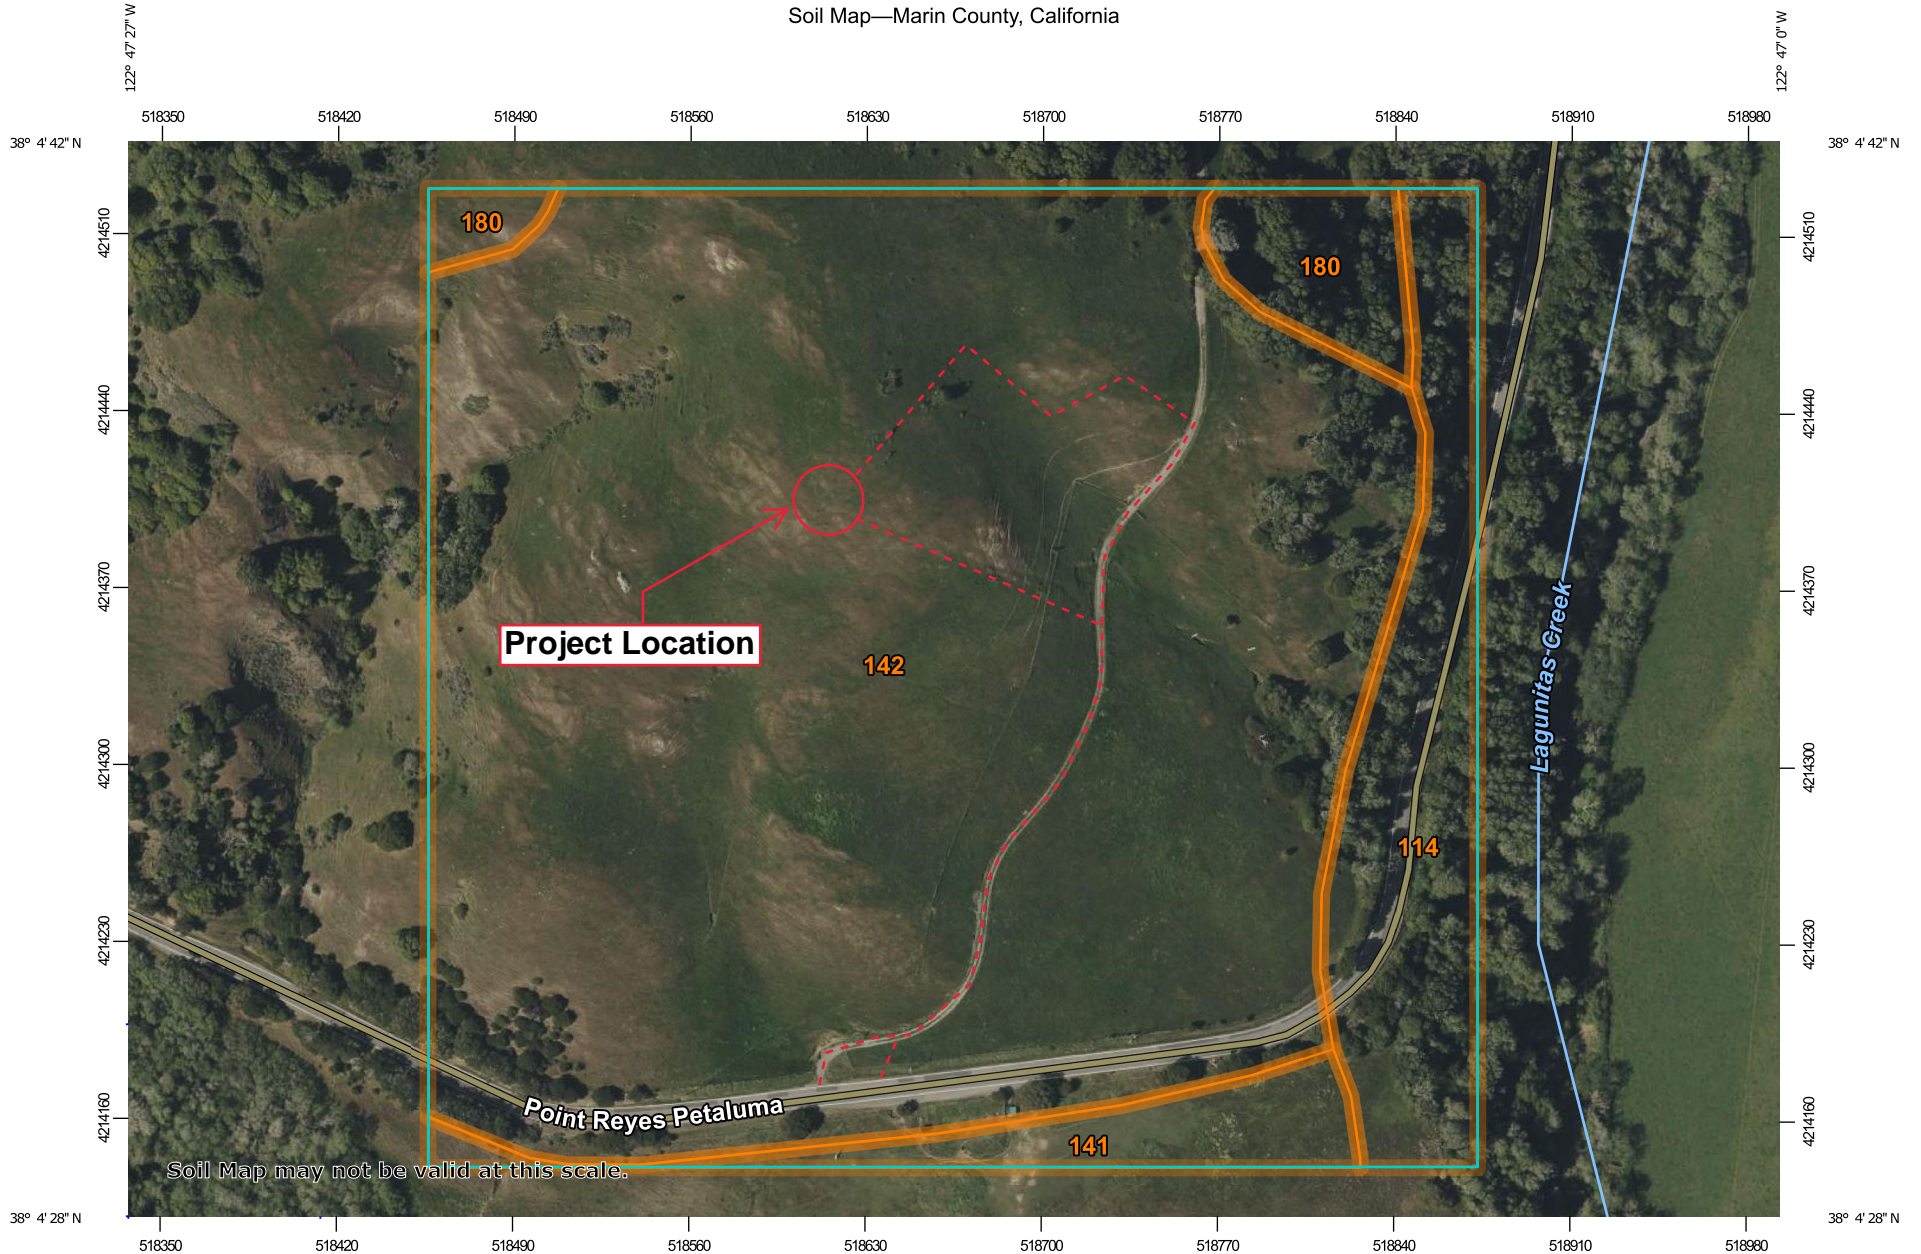 Soil Map—Marin County, California
122° 47' 27" W
122° 47' 0" W
518350 518420 518490 518560 518630 518700 518770 518840 518910 518980
38° 4' 42" N
38° 4' 42" N
4214510
4214510
4214440
4214440
4214370
4214370
4214300
4214300
4214230
4214230
4214160
4214160
180
180
Project Location
142
Lagunitas Creek
114
Point Reyes Petaluma
141
Soil Map may not be valid at this scale.
38° 4' 28" N
38° 4' 28" N
518350 518420 518490 518560 518630 518700 518770 518840 518910 518980